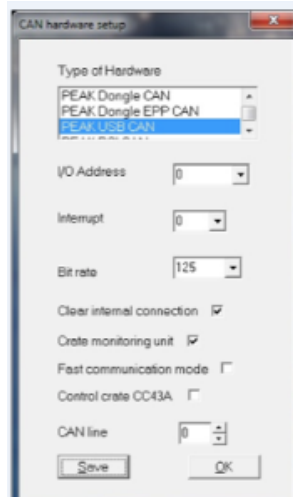 CAN hardware setup
Type of Hardware
PEAK Dongle CAN
PEAK Dongle EPP CAN
PEAK USB CAN
I/O Address 0
Interrupt 0
Bit rate 125
Clear internal connection
Crate monitoring unit
Fast communication mode
Control crate CC43A
CAN line 0
Save OK